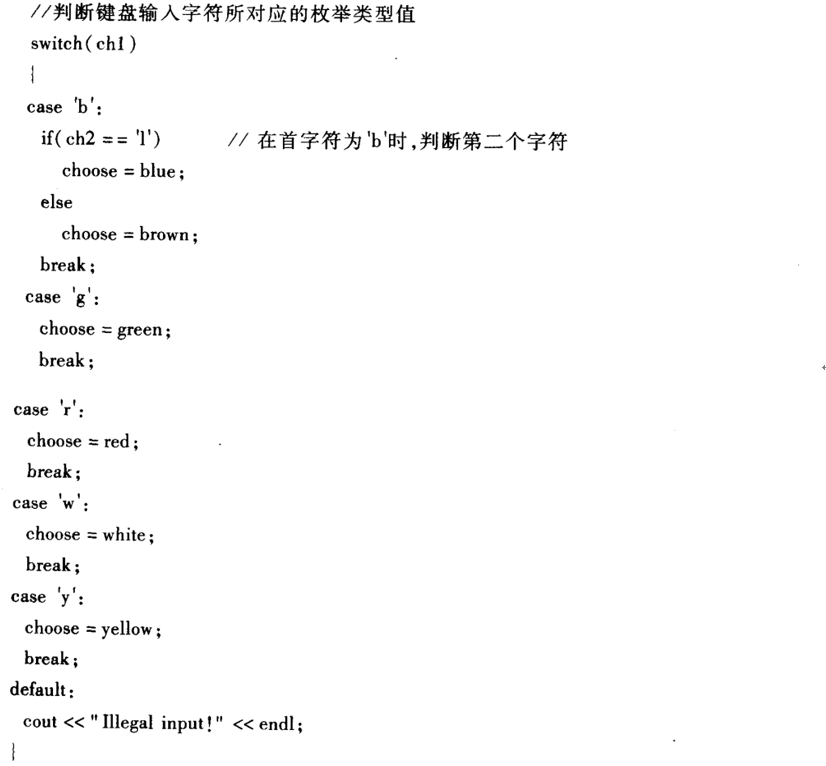 //判断键盘输入字符所对应的枚举类型值
switch(ch1)
{
case 'b':
if(ch2 == 'l') // 在首字符为'b'时,判断第二个字符
choose = blue;
else
choose = brown;
break;
case 'g':
choose = green;
break;
case 'r':
choose = red;
break;
case 'w':
choose = white;
break;
case 'y':
choose = yellow;
break;
default:
cout << "Illegal input!" << endl;
}